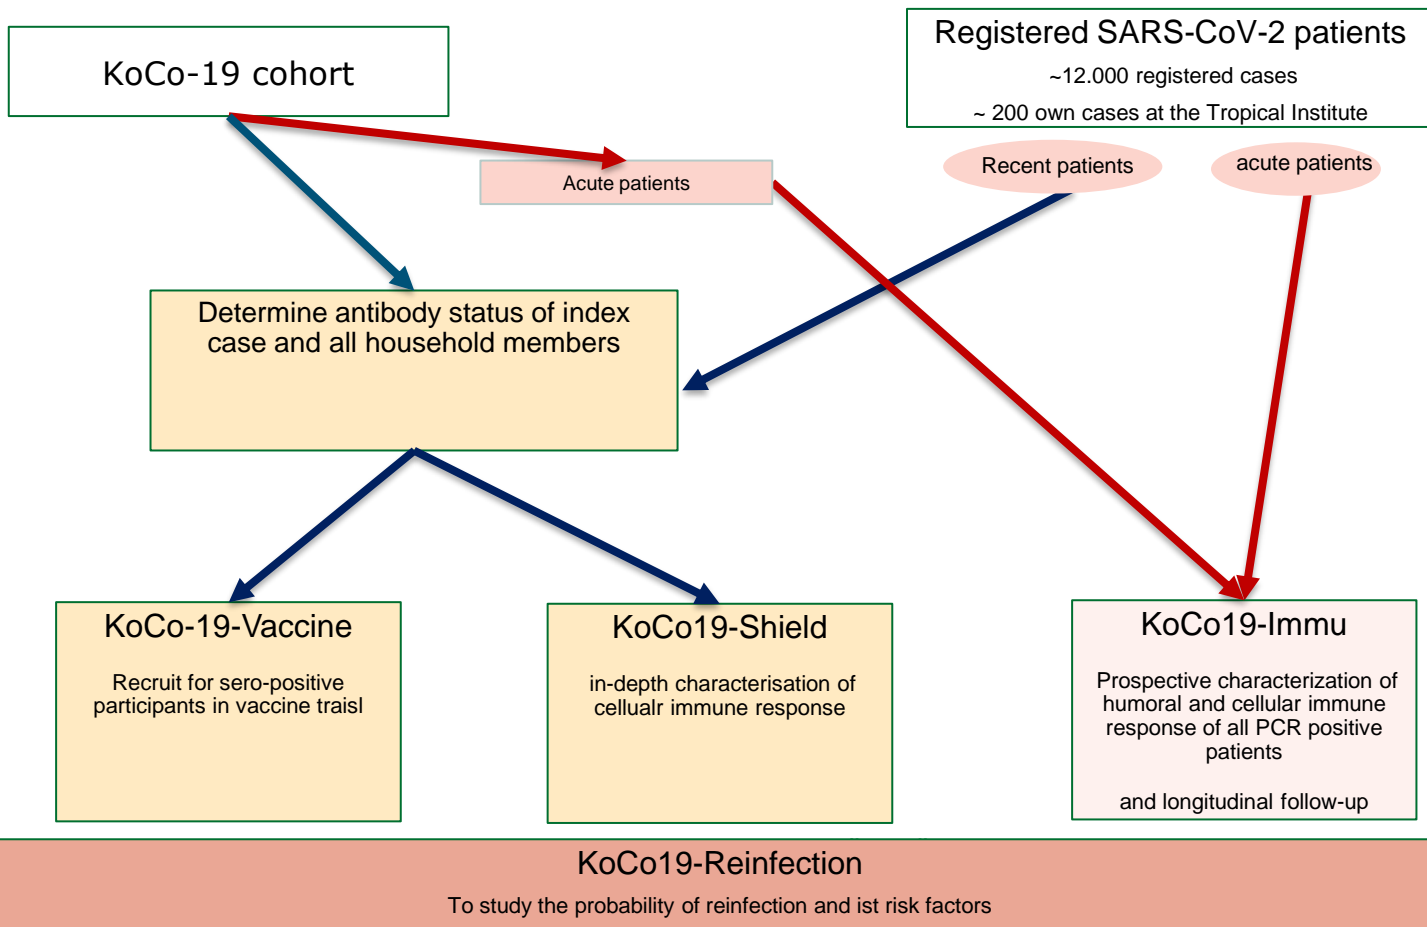 KoCo-19 cohort
Registered SARS-CoV-2 patients
~12.000 registered cases
~ 200 own cases at the Tropical Institute
Acute patients
Recent patients
acute patients
Determine antibody status of index
case and all household members
KoCo-19-Vaccine
Recruit for sero-positive
participants in vaccine traisl
KoCo19-Shield
in-depth characterisation of
cellualr immune response
KoCo19-Immu
Prospective characterization of
humoral and cellular immune
response of all PCR positive
patients
and longitudinal follow-up
KoCo19-Reinfection
To study the probability of reinfection and ist risk factors